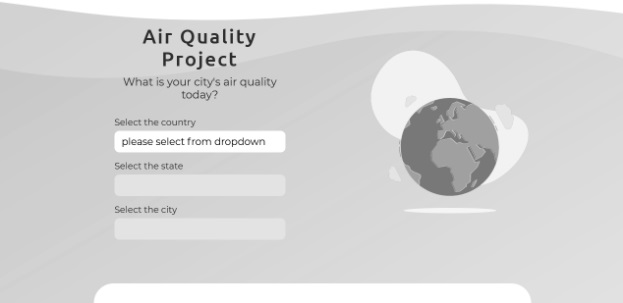 Air Quality
Project
What is your city's air quality
today?
Select the country
please select from dropdown
Select the state
Select the city